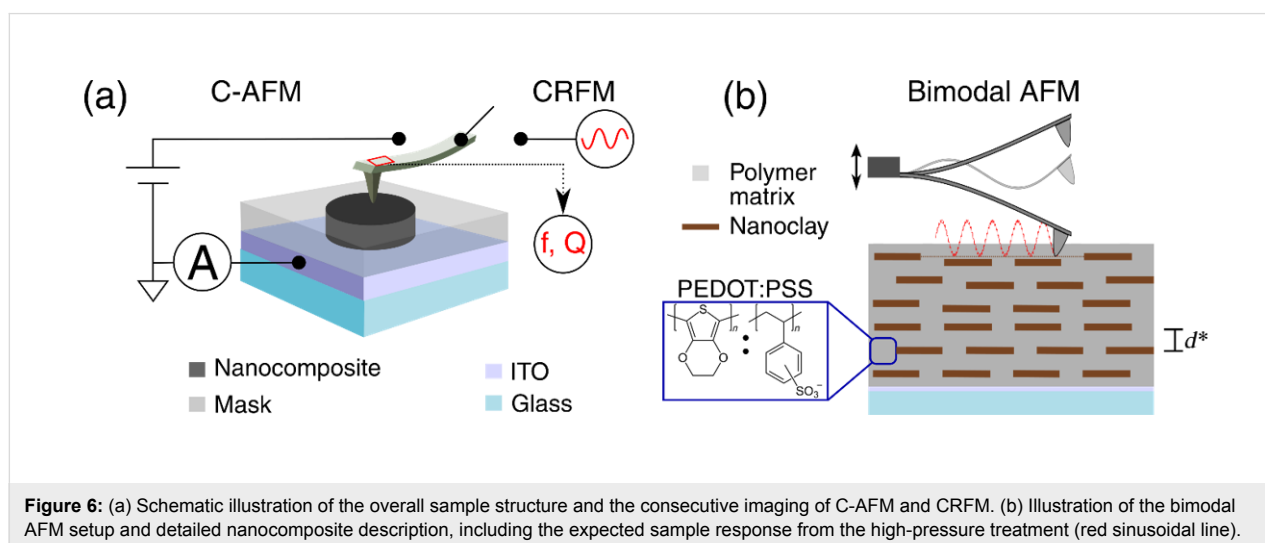 (a)
C-AFM
CRFM
A
f, Q
Nanocomposite
Mask
ITO
Glass
(b)
Bimodal AFM
Polymer
matrix
Nanoclay
PEDOT:PSS
S
n
n
O
O
:
SO₃⁻
d*
Figure 6: (a) Schematic illustration of the overall sample structure and the consecutive imaging of C-AFM and CRFM. (b) Illustration of the bimodal
AFM setup and detailed nanocomposite description, including the expected sample response from the high-pressure treatment (red sinusoidal line).